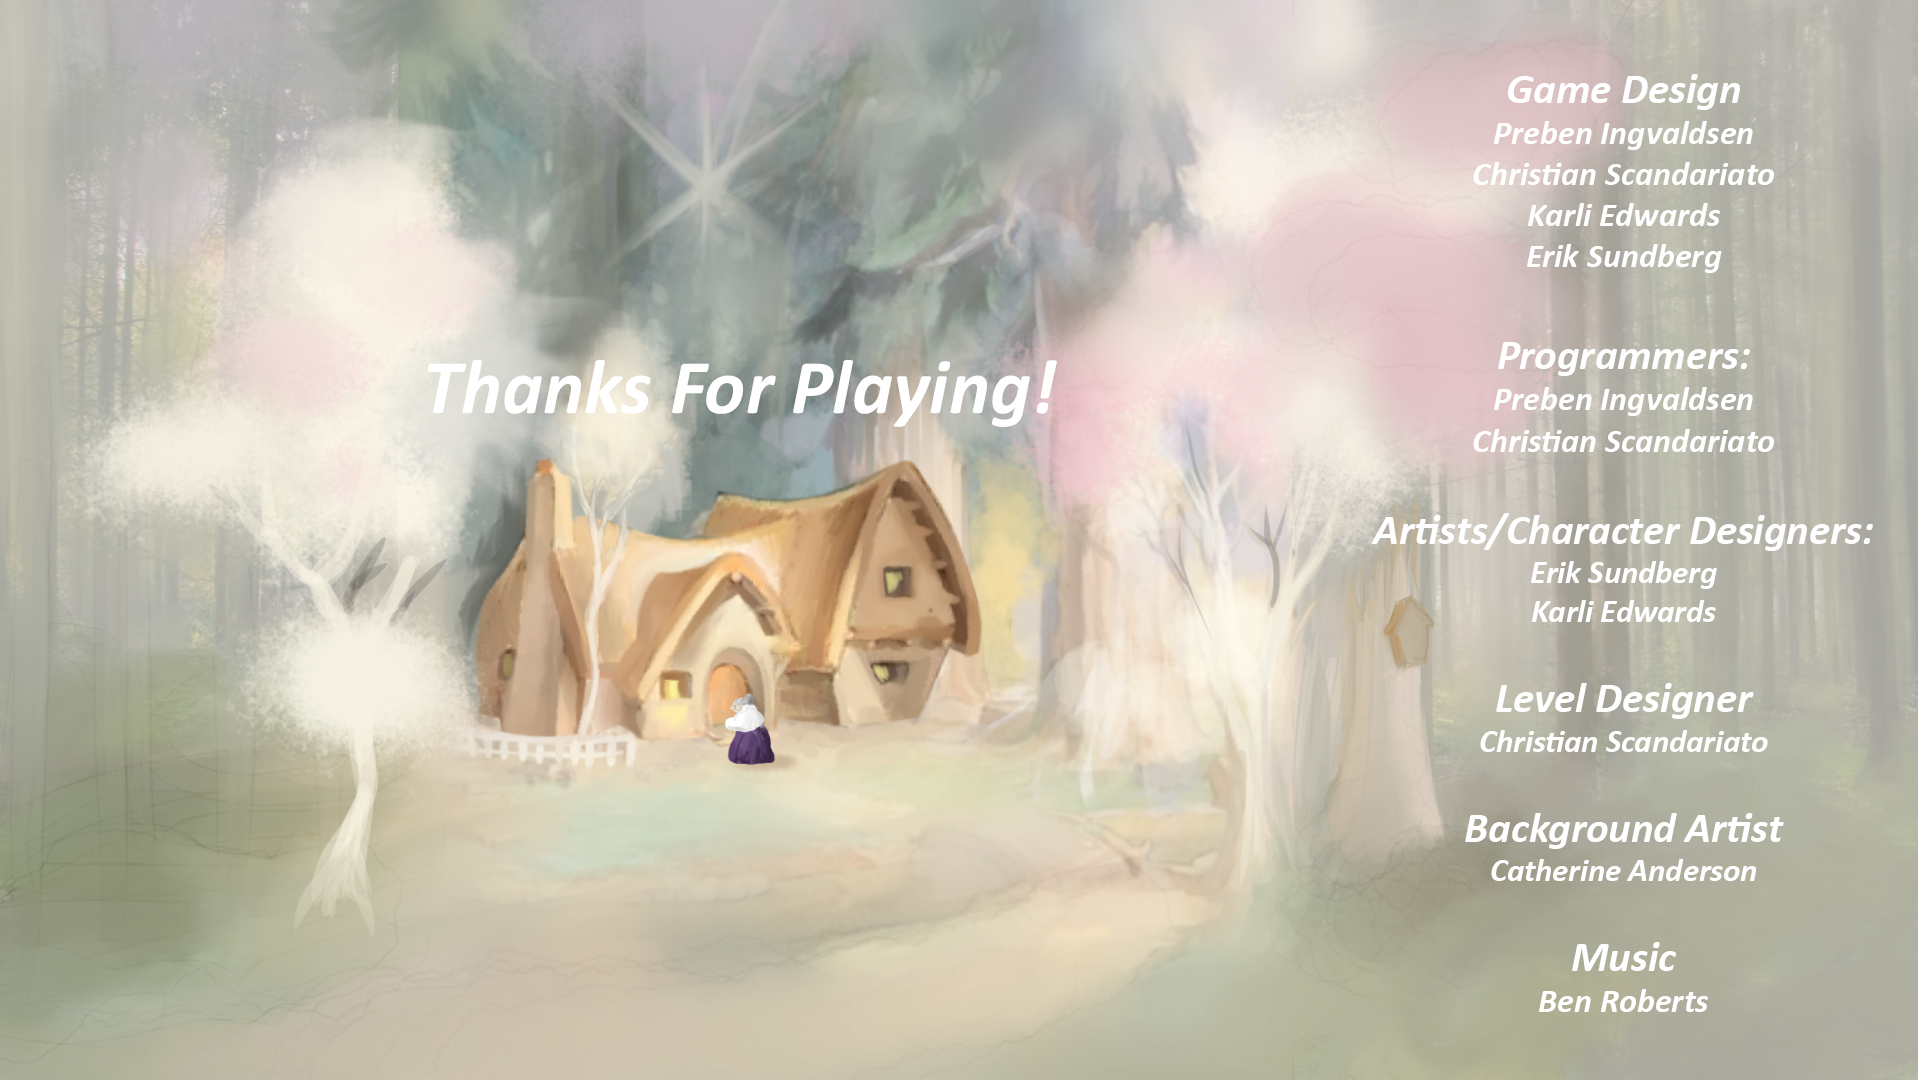 Thanks For Playing!
Game Design
Preben Ingvaldsen
Christian Scandariato
Karli Edwards
Erik Sundberg
Programmers:
Preben Ingvaldsen
Christian Scandariato
Artists/Character Designers:
Erik Sundberg
Karli Edwards
Level Designer
Christian Scandariato
Background Artist
Catherine Anderson
Music
Ben Roberts